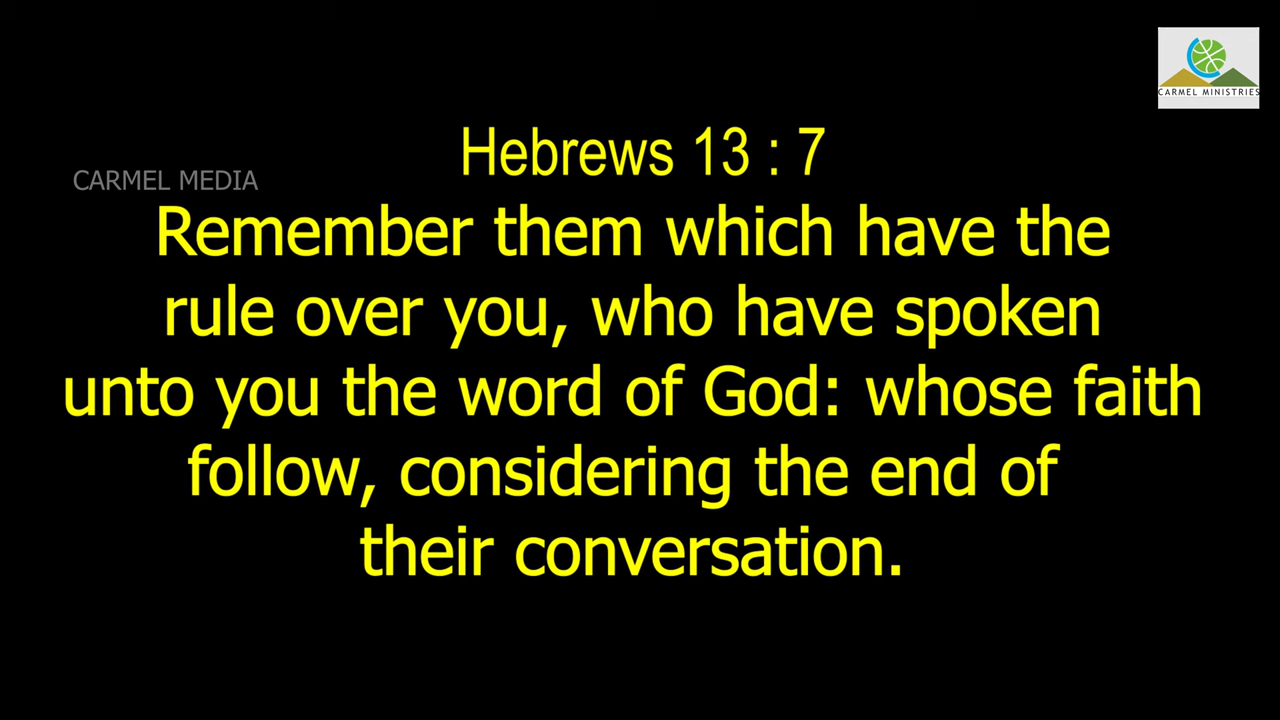 CARMEL MINISTRIES
Hebrews 13 : 7
CARMEL MEDIA
Remember them which have the
rule over you, who have spoken
unto you the word of God: whose faith
follow, considering the end of
their conversation.